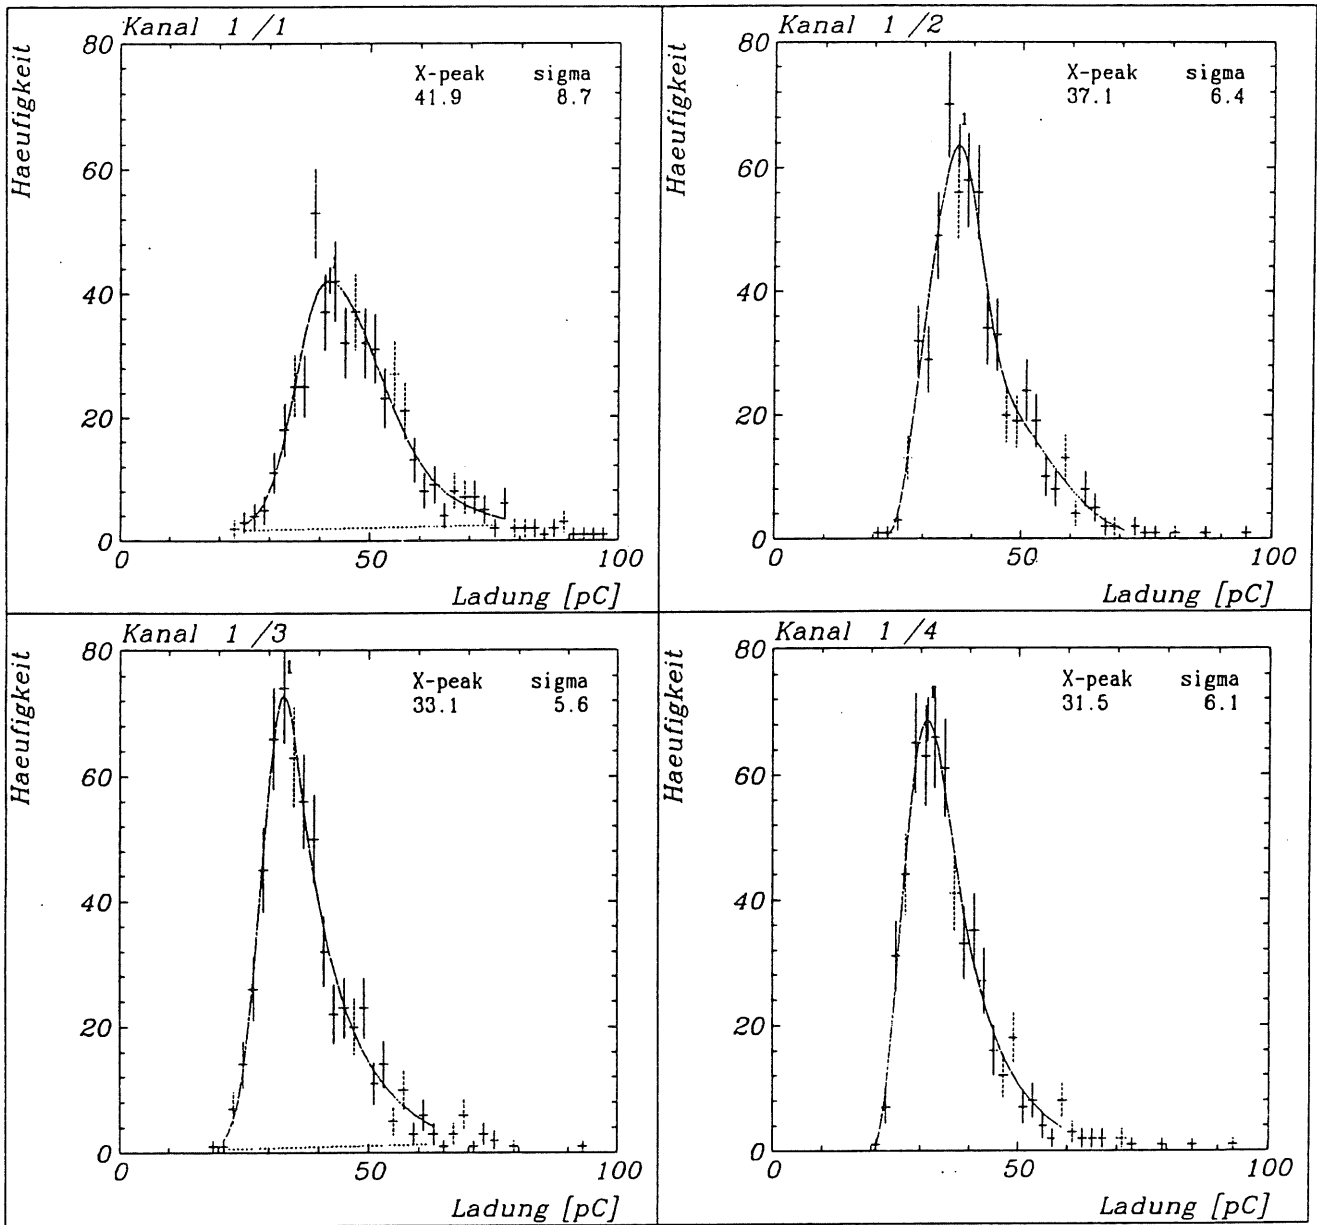 Kanal 1 /1
Haeufigkeit
X-peak sigma
41.9 8.7
80
60
40
20
0
0 50 100
Ladung [pC]
Kanal 1 /2
Haeufigkeit
X-peak sigma
37.1 6.4
1
80
60
40
20
0
0 50 100
Ladung [pC]
Kanal 1 /3
Haeufigkeit
X-peak sigma
33.1 5.6
1
80
60
40
20
0
0 50 100
Ladung [pC]
Kanal 1 /4
Haeufigkeit
X-peak sigma
31.5 6.1
80
60
40
20
0
0 50 100
Ladung [pC]